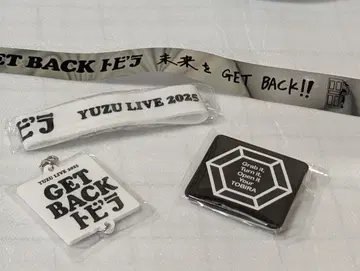 GET BACK トビラ 未来を GET BACK!!
ビラ YUZU LIVE 2025
YUZU LIVE 2025
GET
BACK
トビラ
Grab it,
Turn it,
Open it
Your
TOBIRA